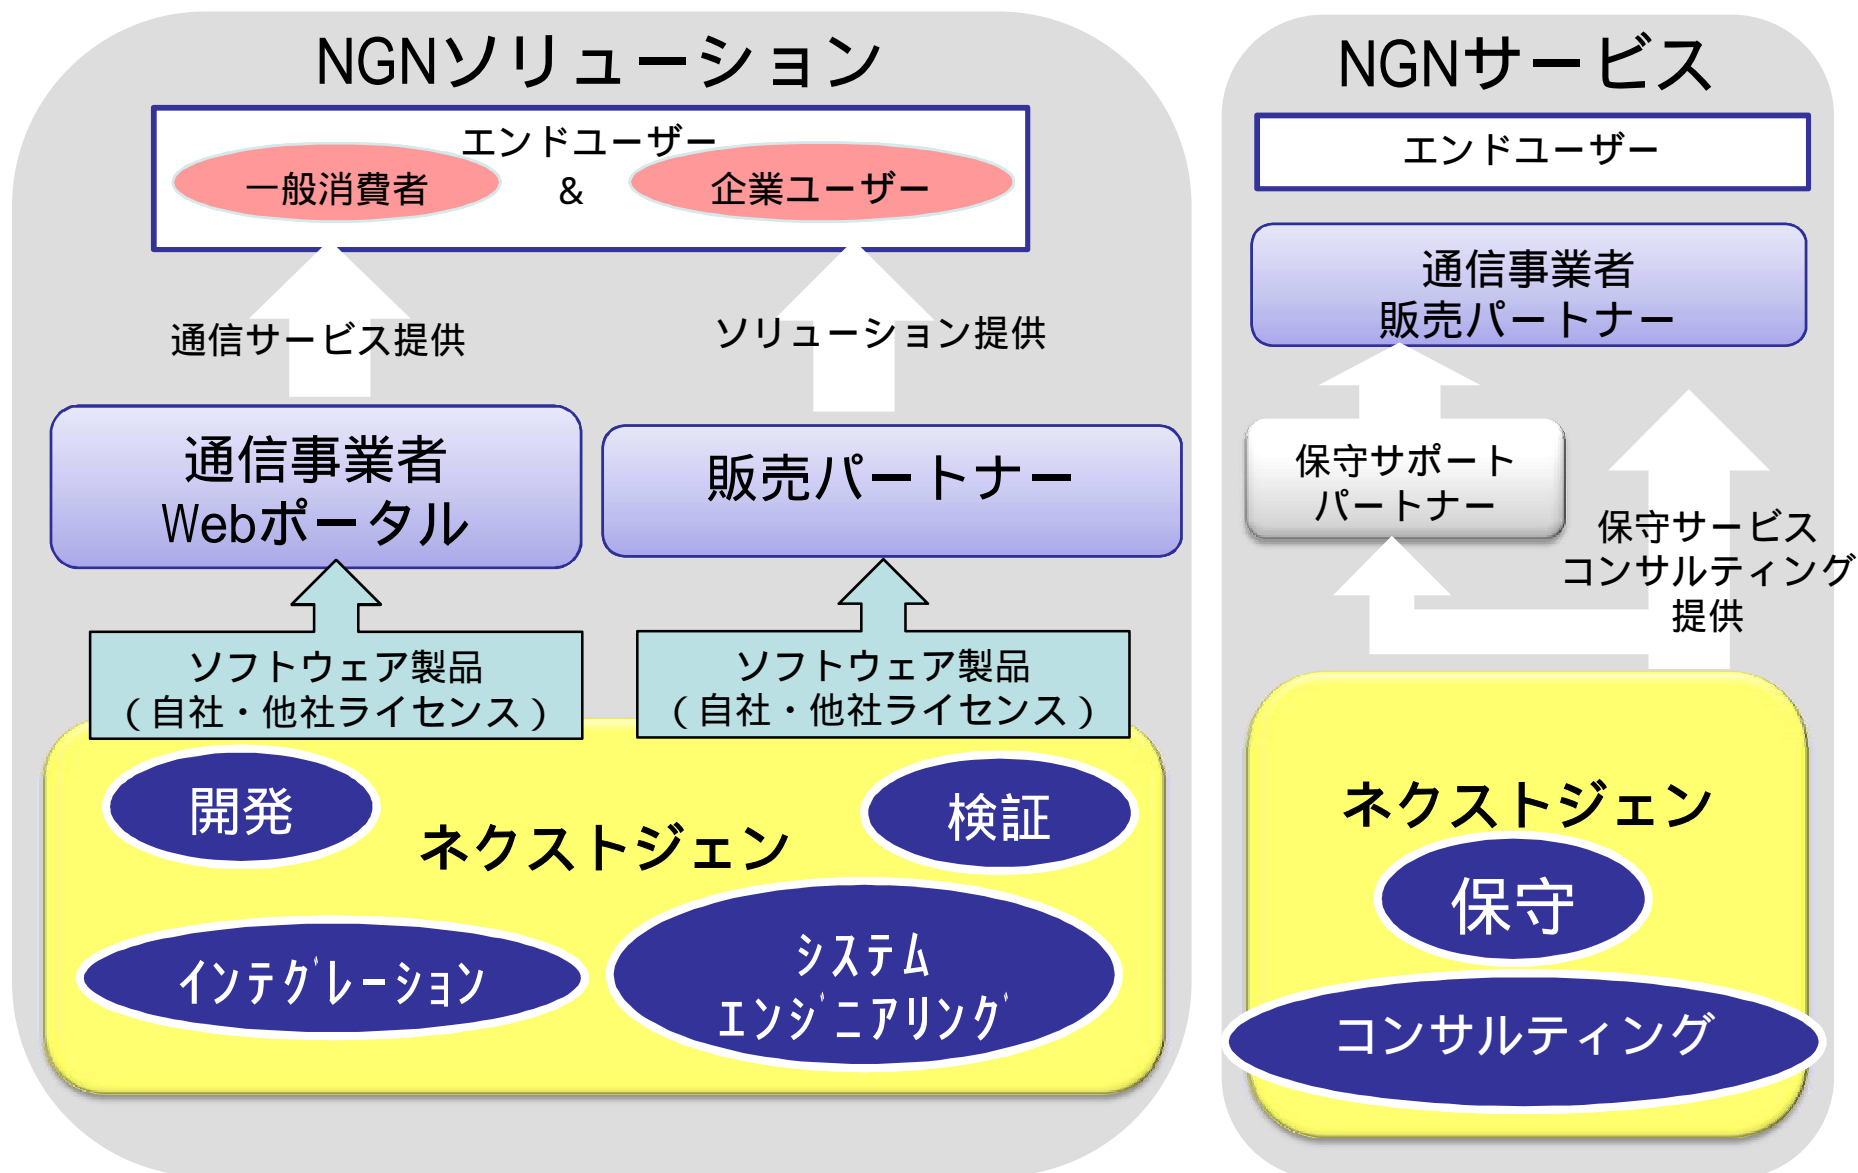 NGNソリューション
エンドユーザー
一般消費者
&
企業ユーザー
通信サービス提供
ソリューション提供
通信事業者
Webポータル
販売パートナー
ソフトウェア製品
（自社・他社ライセンス）
ソフトウェア製品
（自社・他社ライセンス）
開発
検証
ネクストジェン
ｲﾝﾃｸﾞﾚｰｼｮﾝ
ｼｽﾃﾑ
ｴﾝｼﾞﾆｱﾘﾝｸﾞ
NGNサービス
エンドユーザー
通信事業者
販売パートナー
保守サポート
パートナー
保守サービス
コンサルティング
提供
ネクストジェン
保守
コンサルティング